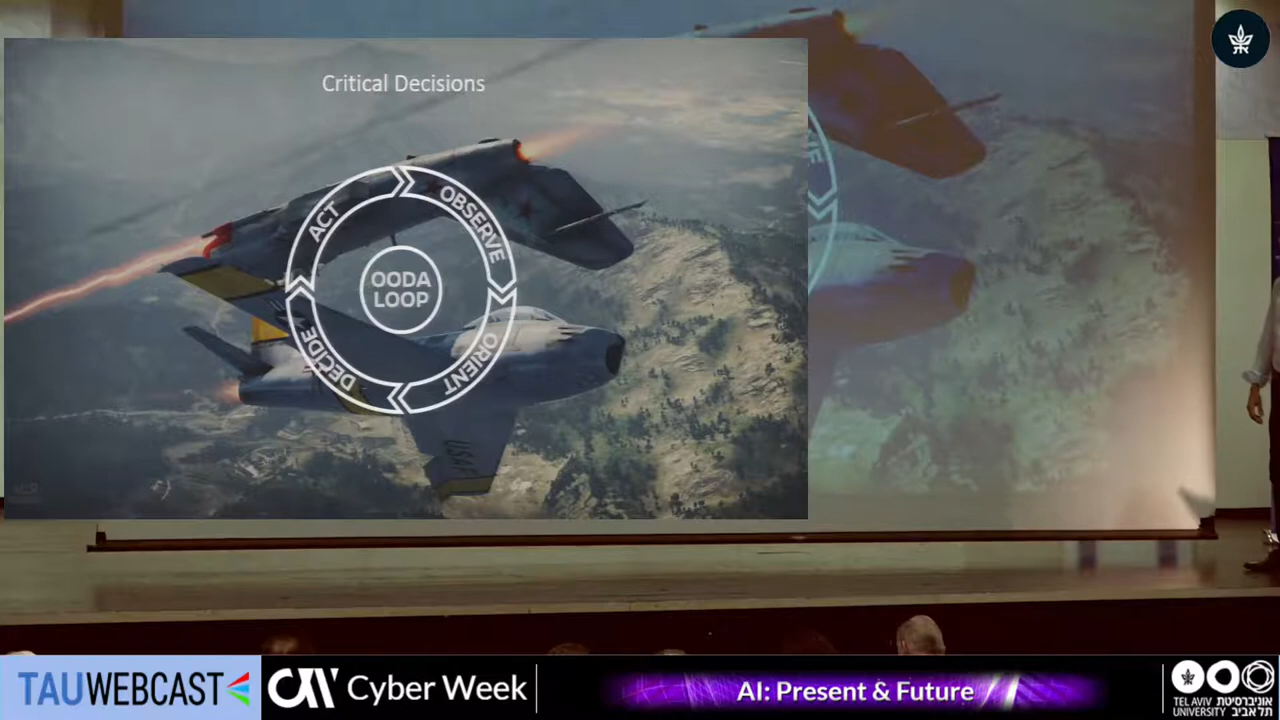 Critical Decisions
OBSERVE
ORIENT
DECIDE
ACT
OODA
LOOP
USAF
TAUWEBCAST
Cyber Week
AI: Present & Future
TEL AVIV
UNIVERSITY
אוניברסיטת
תל אביב